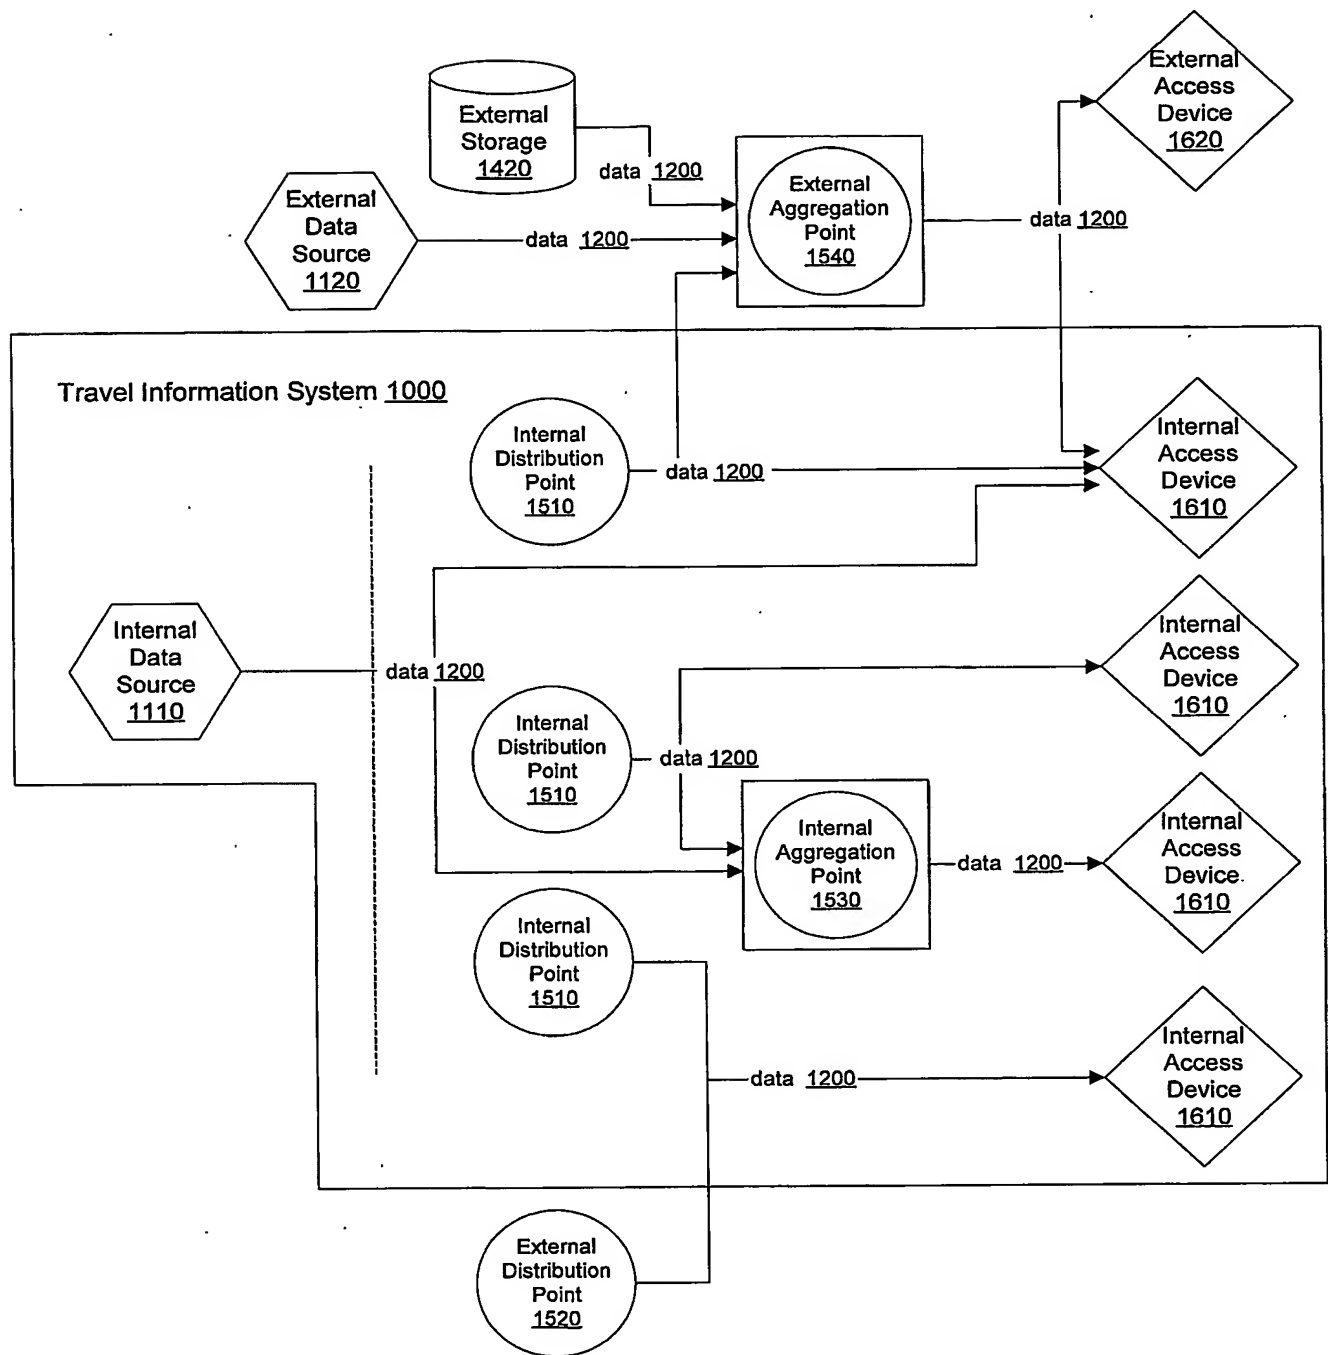 External
Access
Device
1620
External
Storage
1420
data 1200
External
Aggregation
Point
1540
External
Data
Source
1120
data 1200
data 1200
Travel Information System 1000
Internal
Distribution
Point
1510
data 1200
Internal
Access
Device
1610
Internal
Data
Source
1110
data 1200
Internal
Access
Device
1610
Internal
Distribution
Point
1510
data 1200
Internal
Aggregation
Point
1530
data 1200
Internal
Access
Device.
1610
Internal
Distribution
Point
1510
data 1200
Internal
Access
Device
1610
External
Distribution
Point
1520